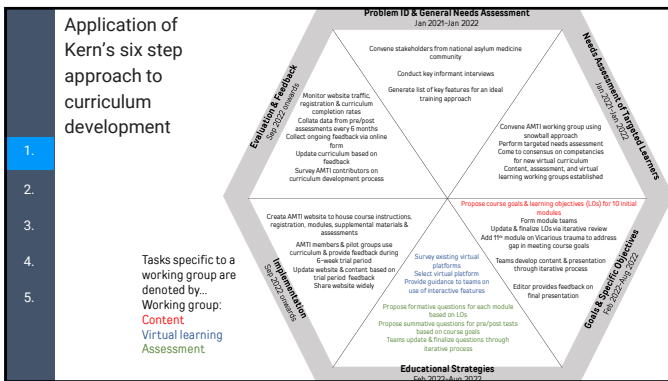 Application of
Kern's six step
approach to
curriculum
development
1.
2.
3.
4.
5.
Tasks specific to a
working group are
denoted by...
Working group:
Content
Virtual learning
Assessment
Problem ID & General Needs Assessment
Jan 2021-Jan 2022
Convene stakeholders from national asylum medicine
community
Conduct key informant interviews
Generate list of key features for an ideal
training approach
Needs Assessment of Targeted Learners
Jan 2021-Jan 2022
Convene AMTI working group using
snowball approach
Perform targeted needs assessment
Come to consensus on competencies
for new virtual curriculum
Content, assessment, and virtual
learning working groups established
Propose course goals & learning objectives (LOs) for 10 initial
modules
Form module teams
Update & finalize LOs via iterative review
Add 11th module on Vicarious trauma to address
gap in meeting course goals
Teams develop content & presentation
through iterative process
Editor provides feedback on
final presentation
Goals & Specific Objectives
Feb 2022-Aug 2022
Survey existing virtual
platforms
Select virtual platform
Provide guidance to teams on
use of interactive features
Propose formative questions for each module
based on LOs
Propose summative questions for pre/post tests
based on course goals
Teams update & finalize questions through
iterative process
Educational Strategies
Feb 2022-Aug 2022
Create AMTI website to house course instructions,
registration, modules, supplemental materials &
assessments
AMTI members & pilot groups use
curriculum & provide feedback during
6-week trial period
Update website & content based on
trial period feedback
Share website widely
Implementation
Sep 2022 onwards
Evaluation & Feedback
Sep 2022 onwards
Monitor website traffic,
registration & curriculum
completion rates
Collate data from pre/post
assessments every 6 months
Collect ongoing feedback via online
form
Update curriculum based on
feedback
Survey AMTI contributors on
curriculum development process